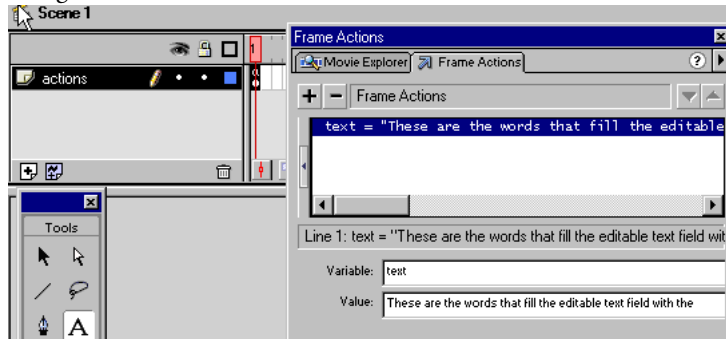 Scene 1
Frame Actions
Movie Explorer
Frame Actions
?
1
actions
a
+ - Frame Actions
text = "These are the words that fill the editable
Tools
Line 1: text = "These are the words that fill the editable text field wit
Variable: text
Value: These are the words that fill the editable text field with the
A